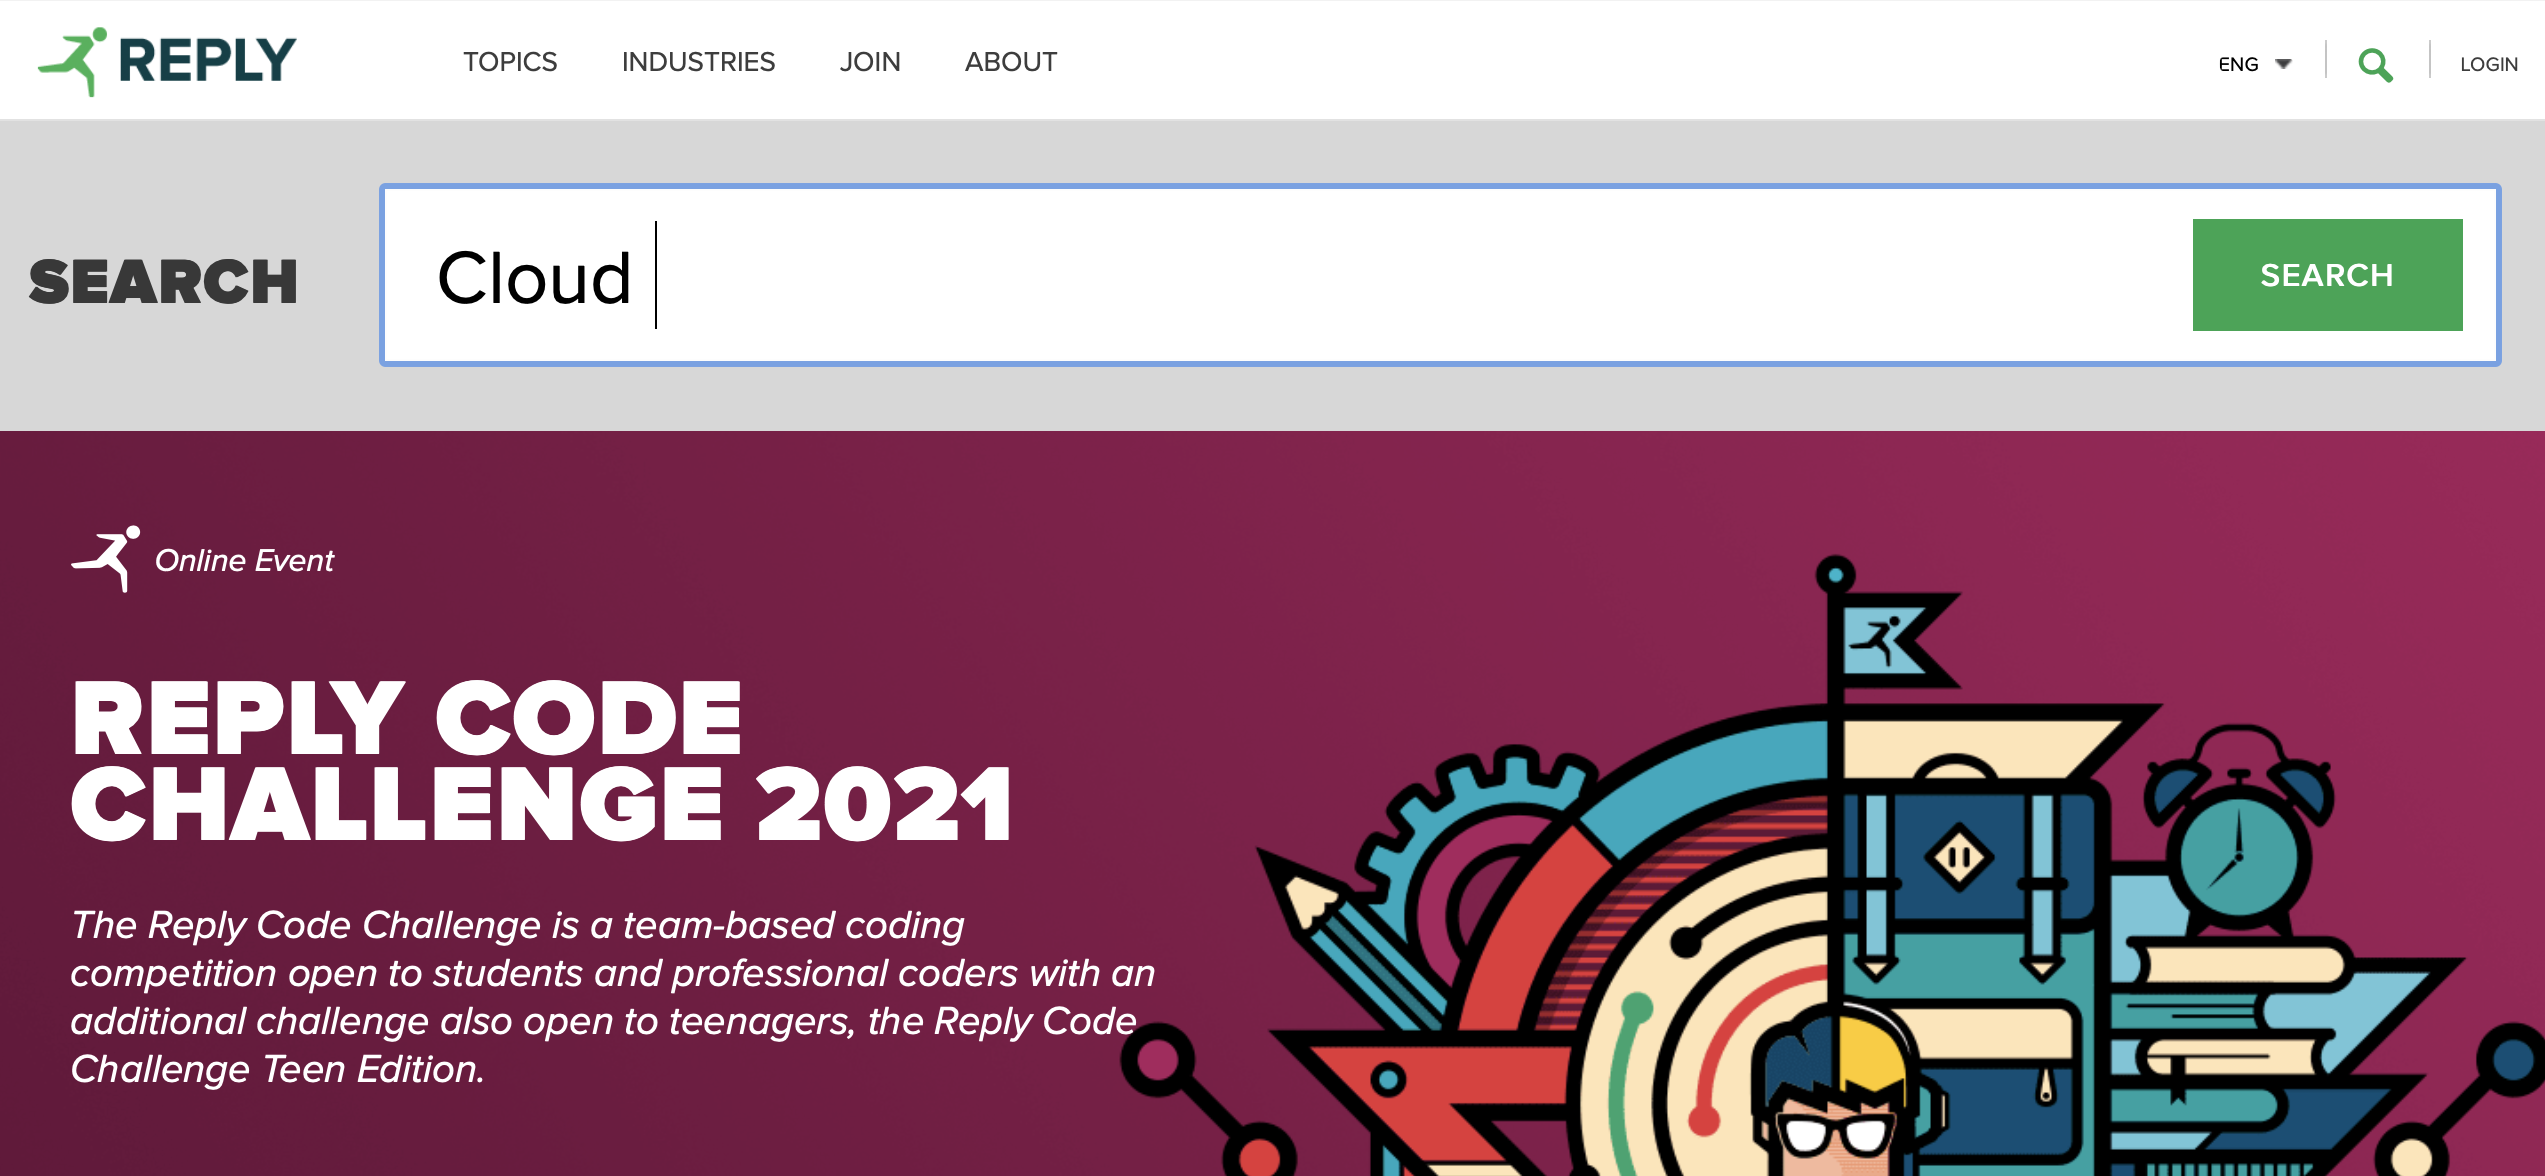 REPLY
TOPICS INDUSTRIES JOIN ABOUT
ENG LOGIN
SEARCH Cloud SEARCH
Online Event
REPLY CODE
CHALLENGE 2021
The Reply Code Challenge is a team-based coding
competition open to students and professional coders with an
additional challenge also open to teenagers, the Reply Code
Challenge Teen Edition.